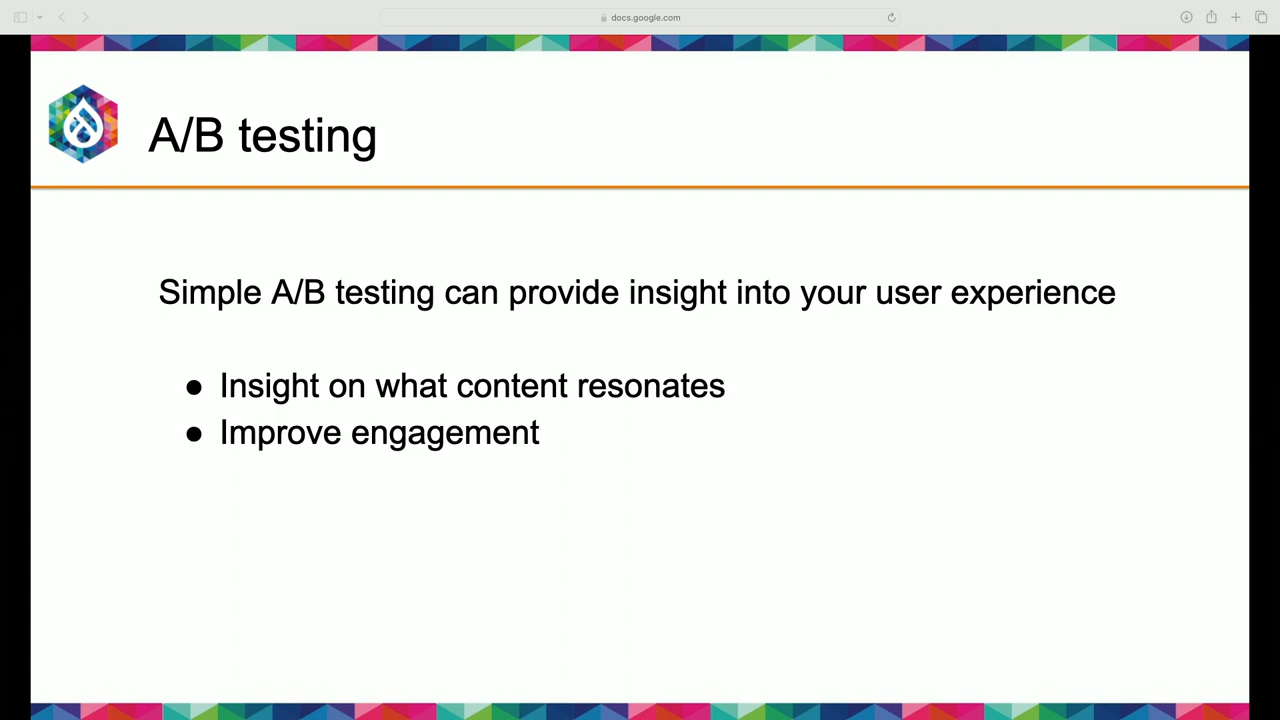 docs.google.com
A/B testing
Simple A/B testing can provide insight into your user experience
● Insight on what content resonates
● Improve engagement